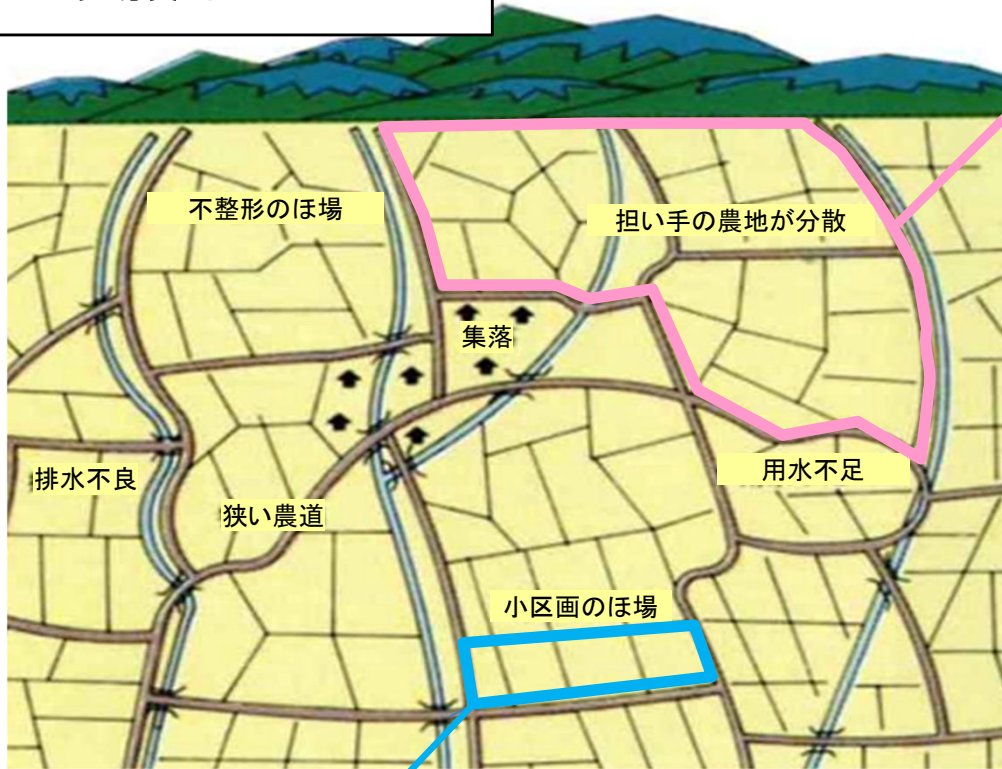 不整形のほ場
担い手の農地が分散
集落
排水不良
用水不足
狭い農道
小区画のほ場